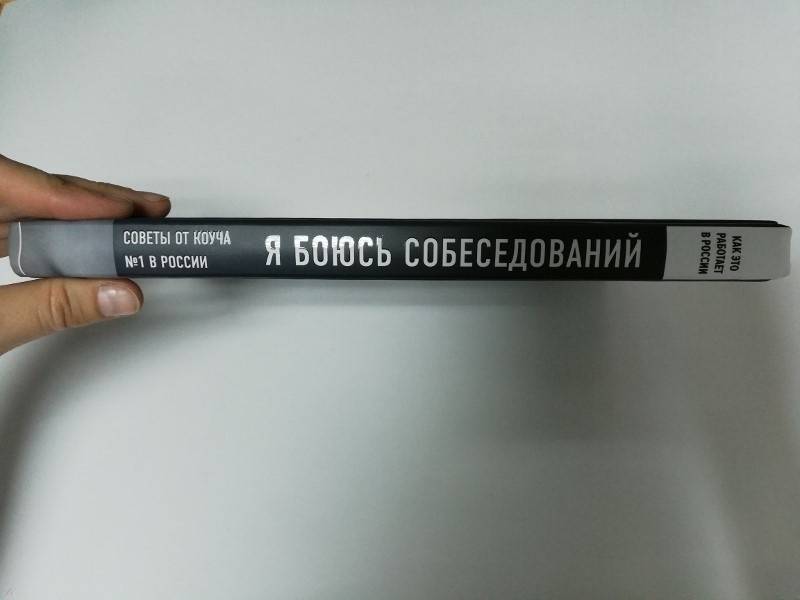 СОВЕТЫ ОТ КОУЧА
№1 В РОССИИ
Я БОЮСЬ СОБЕСЕДОВАНИЙ
КАК ЭТО
РАБОТАЕТ
В РОССИИ